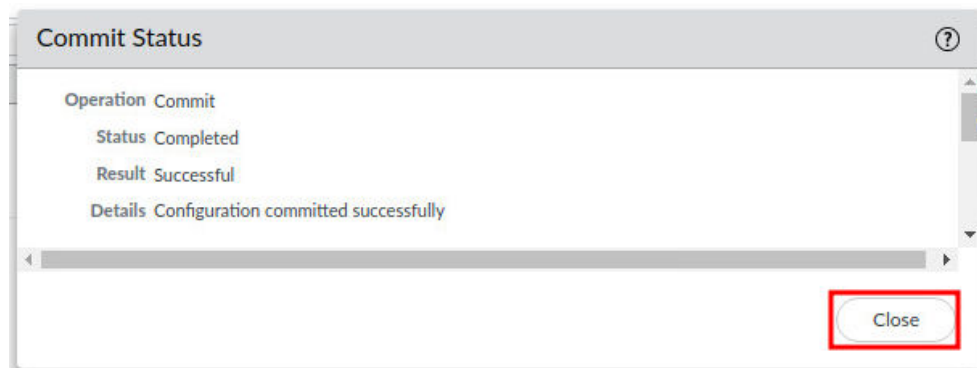 Commit Status
Operation Commit
Status Completed
Result Successful
Details Configuration committed successfully
Close